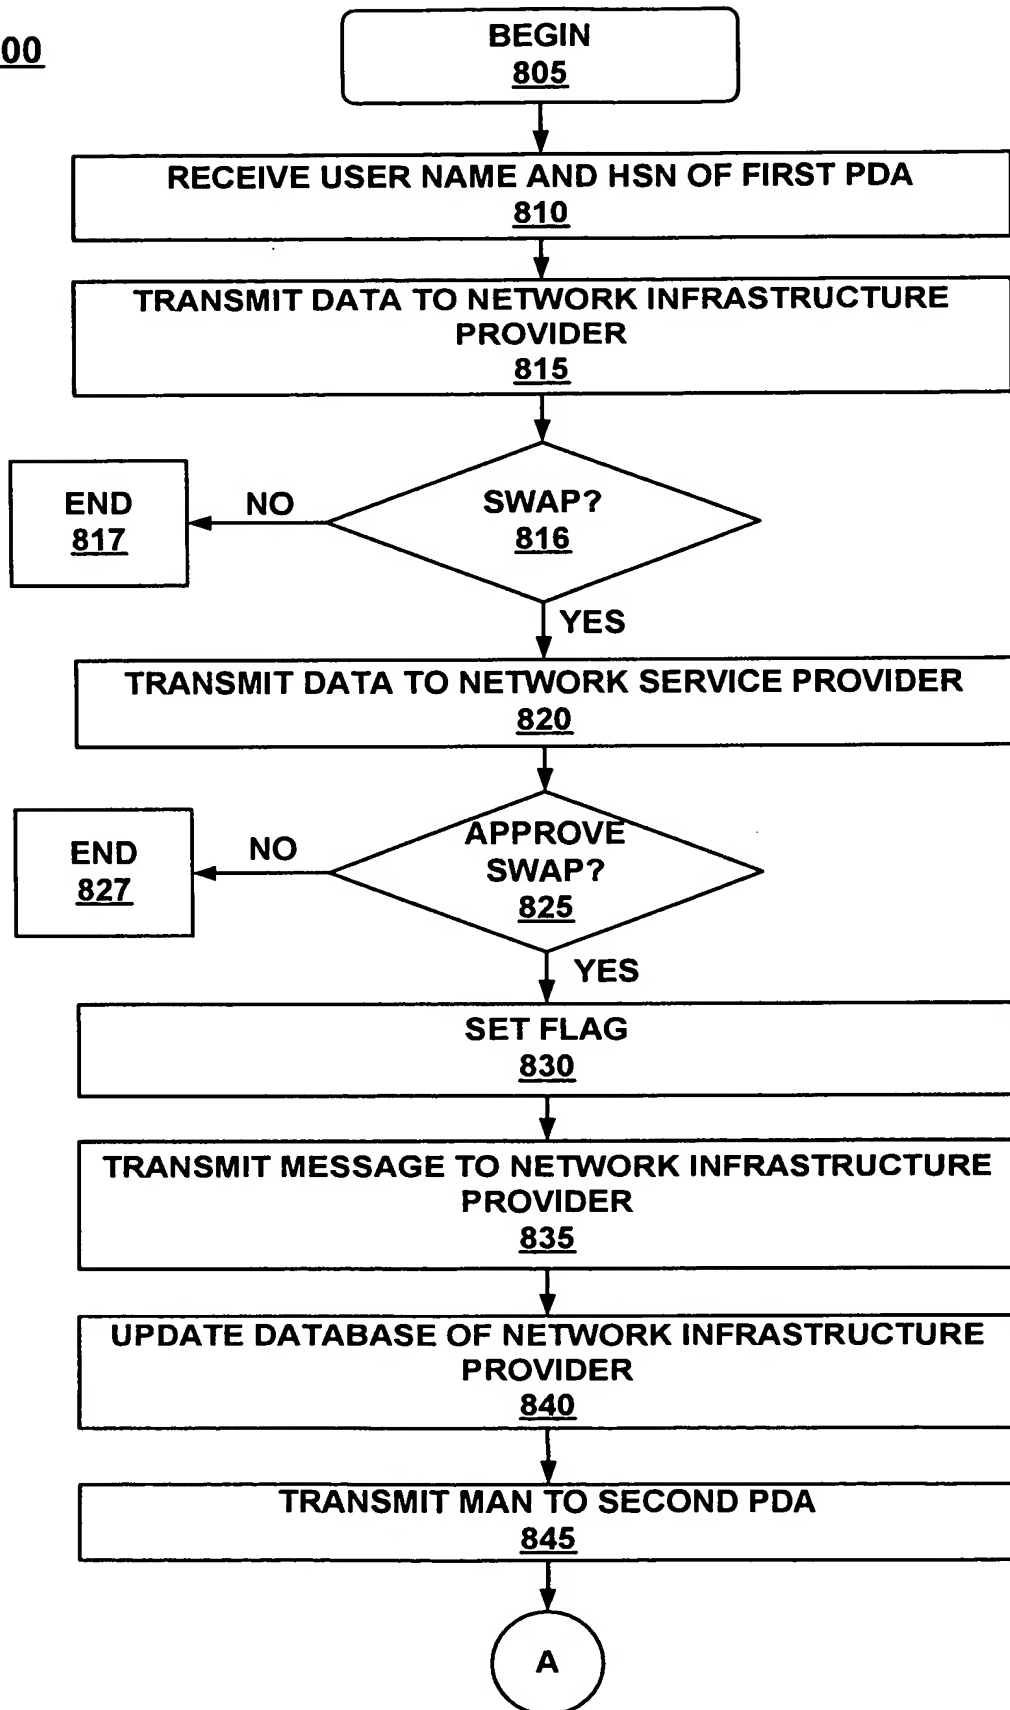 00
BEGIN
805
RECEIVE USER NAME AND HSN OF FIRST PDA
810
TRANSMIT DATA TO NETWORK INFRASTRUCTURE
PROVIDER
815
SWAP?
816
NO
END
817
YES
TRANSMIT DATA TO NETWORK SERVICE PROVIDER
820
APPROVE
SWAP?
825
NO
END
827
YES
SET FLAG
830
TRANSMIT MESSAGE TO NETWORK INFRASTRUCTURE
PROVIDER
835
UPDATE DATABASE OF NETWORK INFRASTRUCTURE
PROVIDER
840
TRANSMIT MAN TO SECOND PDA
845
A